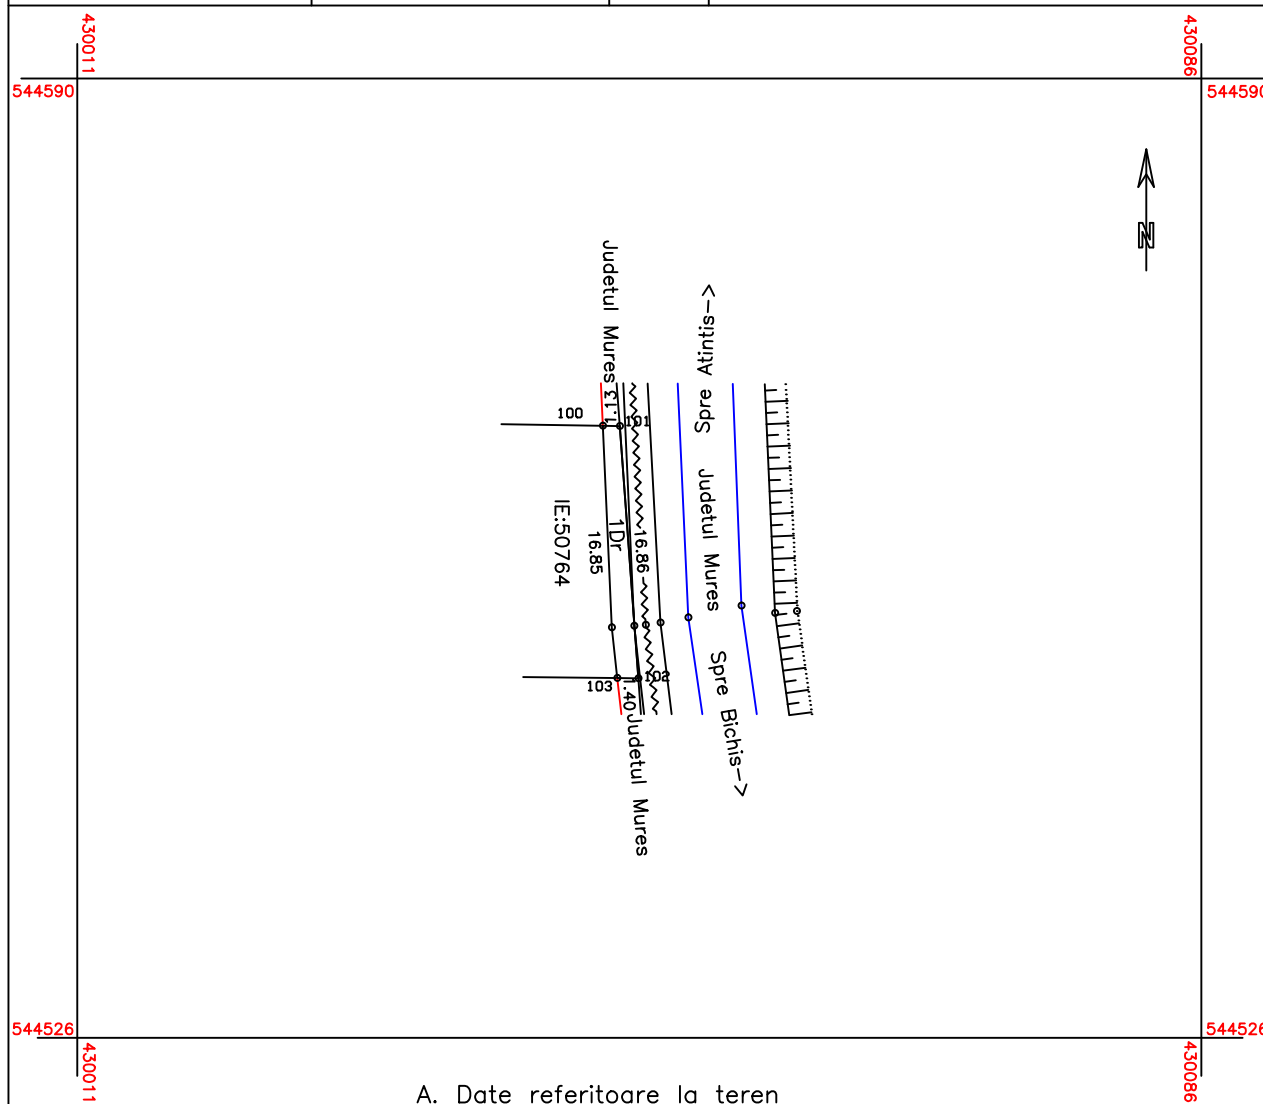 430011
430086
544590
544590
N
Judetul Mures
Spre Atintis-->
1.13
100
101
Judetul Mures
IE:50764
16.85
1Dr
16.86
Spre Bichis-->
103
102
1.40
Judetul Mures
544526
544526
430011
430086
A. Date referitoare la teren